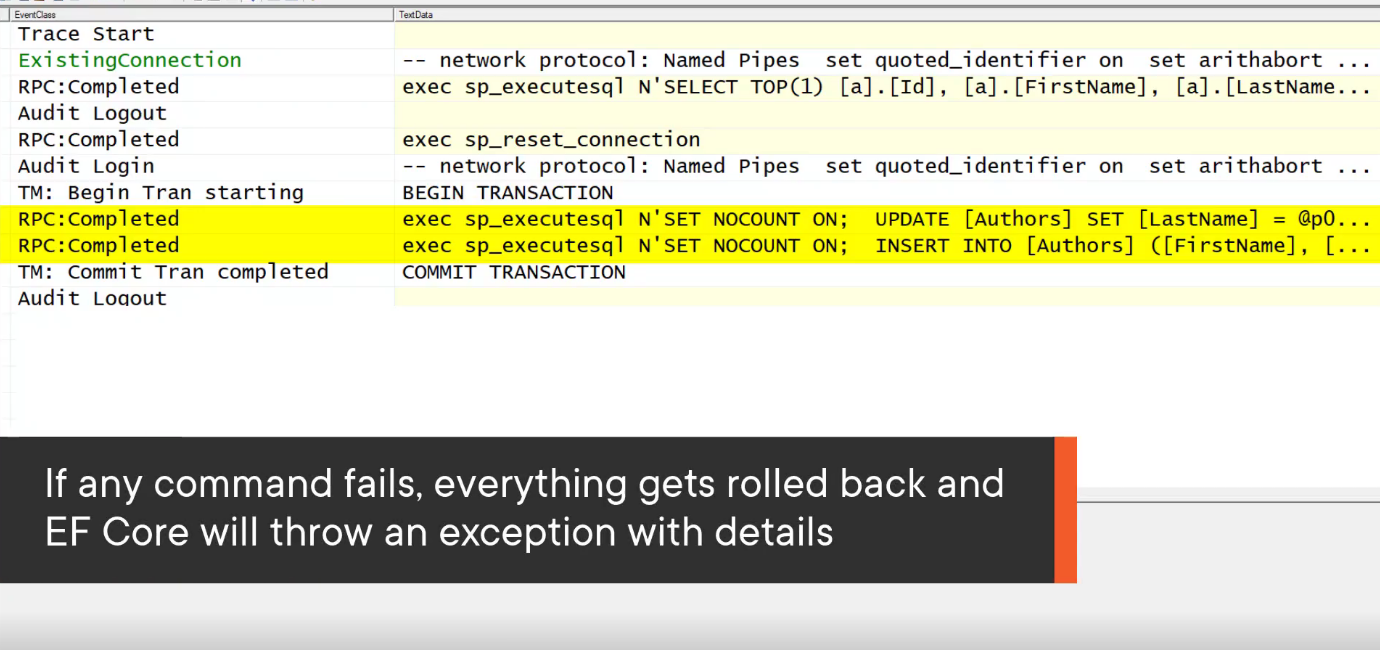 EventClass TextData
Trace Start
ExistingConnection -- network protocol: Named Pipes set quoted_identifier on set arithabort ...
RPC:Completed exec sp_executesql N'SELECT TOP(1) [a].[Id], [a].[FirstName], [a].[LastName...
Audit Logout
RPC:Completed exec sp_reset_connection
Audit Login -- network protocol: Named Pipes set quoted_identifier on set arithabort ...
TM: Begin Tran starting BEGIN TRANSACTION
RPC:Completed exec sp_executesql N'SET NOCOUNT ON; UPDATE [Authors] SET [LastName] = @p0...
RPC:Completed exec sp_executesql N'SET NOCOUNT ON; INSERT INTO [Authors] ([FirstName], [...
TM: Commit Tran completed COMMIT TRANSACTION
Audit Logout
If any command fails, everything gets rolled back and
EF Core will throw an exception with details